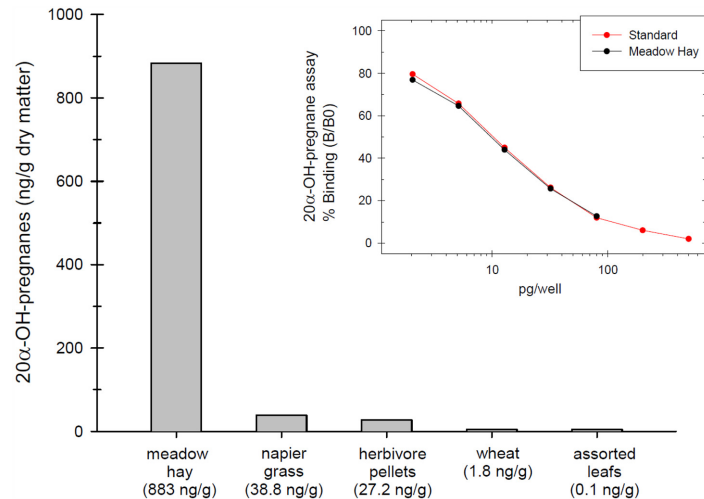 20α-OH-pregnanes (ng/g dry matter)
1000
800
600
400
200
0
meadow
hay
(883 ng/g)
napier
grass
(38.8 ng/g)
herbivore
pellets
(27.2 ng/g)
wheat
(1.8 ng/g)
assorted
leafs
(0.1 ng/g)
20α-OH-pregnane assay
% Binding (B/B0)
100
80
60
40
20
0
10
100
pg/well
Standard
Meadow Hay